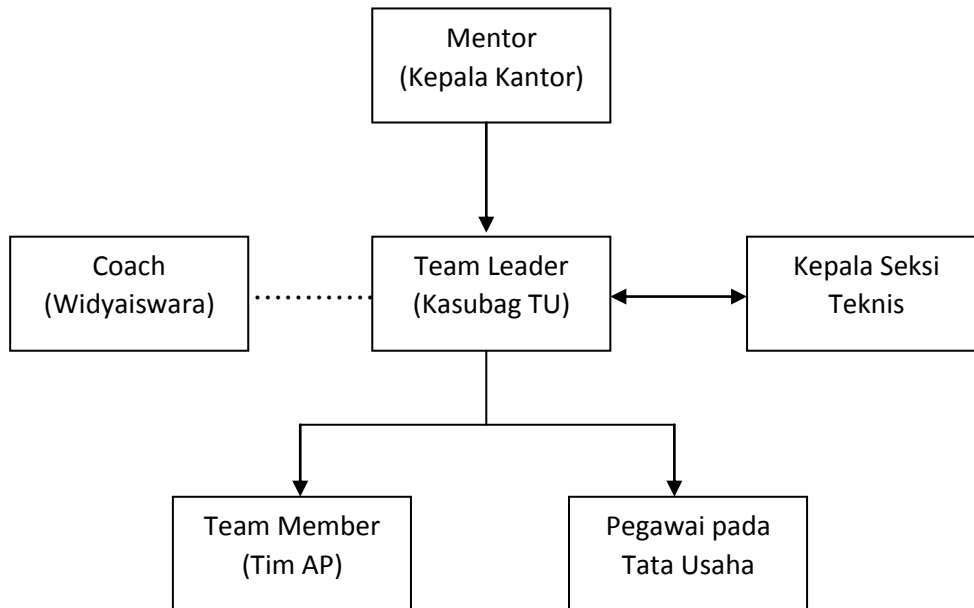 Mentor
(Kepala Kantor)
Coach
(Widyaiswara)
Team Leader
(Kasubag TU)
Kepala Seksi
Teknis
Team Member
(Tim AP)
Pegawai pada
Tata Usaha